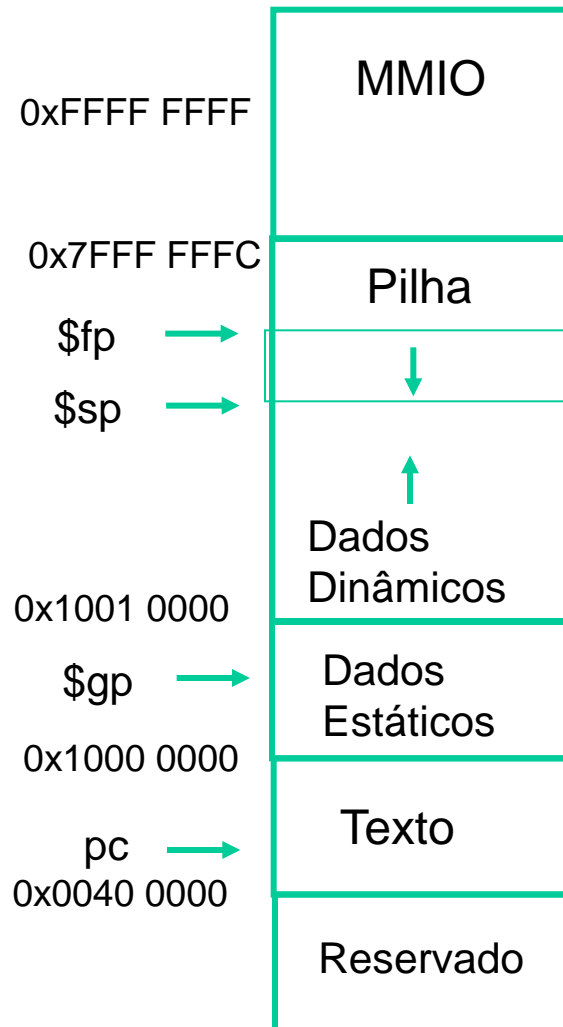 MMIO
0xFFFF FFFF
0x7FFF FFFC
Pilha
$fp
$sp
Dados
Dinâmicos
0x1001 0000
$gp
Dados
Estáticos
0x1000 0000
Texto
pc
0x0040 0000
Reservado